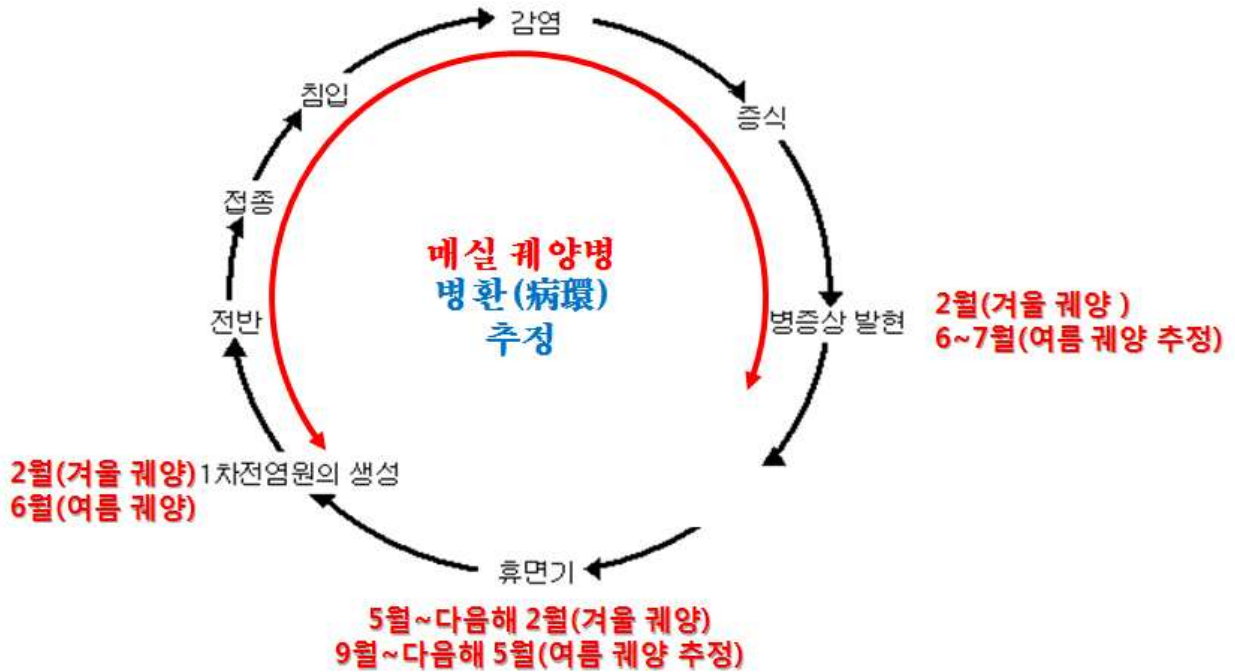 감염
침입
증식
접종
매실 궤양병
병환(病環)
추정
전반
병증상 발현
2월(겨울 궤양 )
6~7월(여름 궤양 추정)
2월(겨울 궤양)
1차전염원의 생성
6월(여름 궤양)
휴면기
5월~다음해 2월(겨울 궤양)
9월~다음해 5월(여름 궤양 추정)